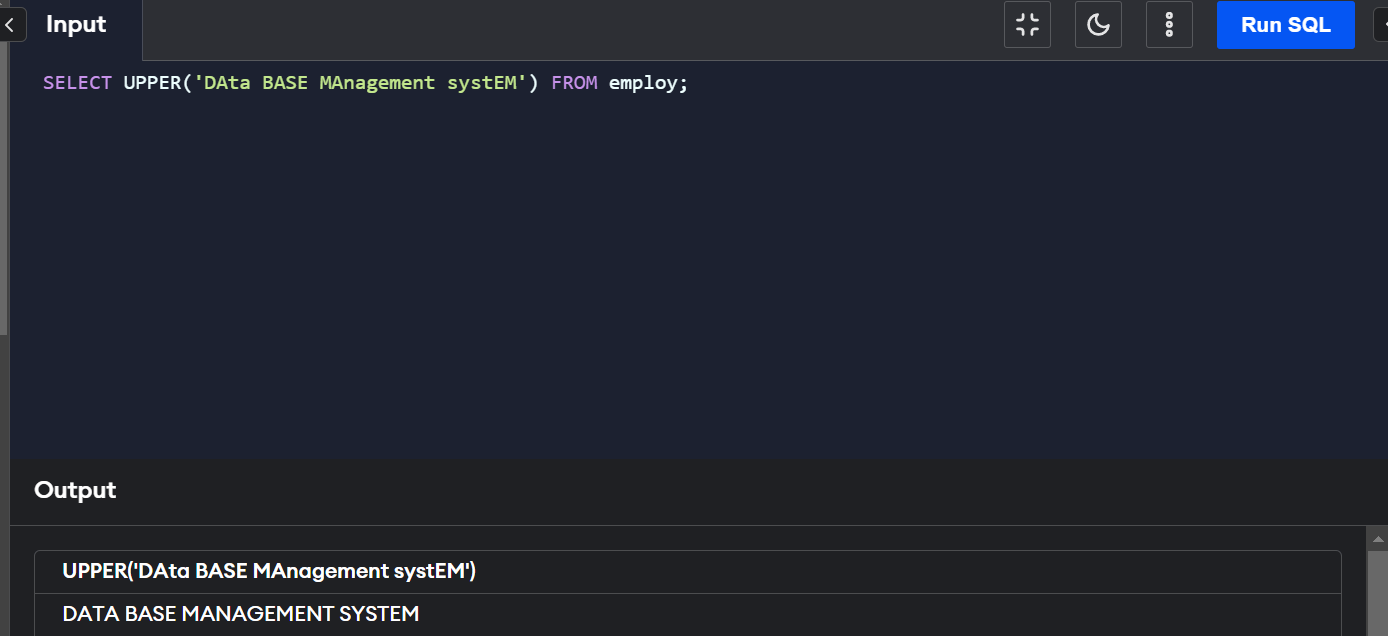 Input
Run SQL
SELECT UPPER('DAta BASE MAnagement systEM') FROM employ;
Output
UPPER('DAta BASE MAnagement systEM')
DATA BASE MANAGEMENT SYSTEM